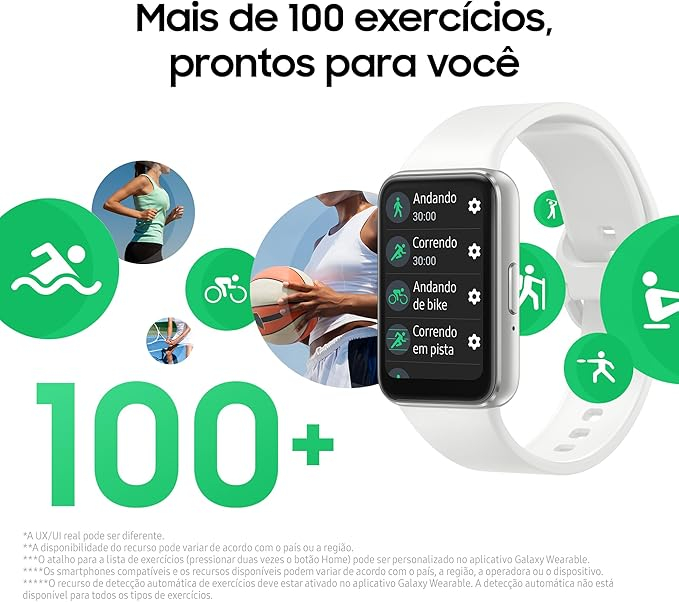 Mais de 100 exercícios,
prontos para você
Andando
30:00
Correndo
30:00
Andando
de bike
Correndo
em pista
100+
*A UX/UI real pode ser diferente.
**A disponibilidade do recurso pode variar de acordo com o país ou a região.
***O atalho para a lista de exercícios (pressionar duas vezes o botão Home) pode ser personalizado no aplicativo Galaxy Wearable.
****Os smartphones compatíveis e os recursos disponíveis podem variar de acordo com o país, a região, a operadora ou o dispositivo.
*****O recurso de detecção automática de exercícios deve estar ativado no aplicativo Galaxy Wearable. A detecção automática não está
disponível para todos os tipos de exercícios.